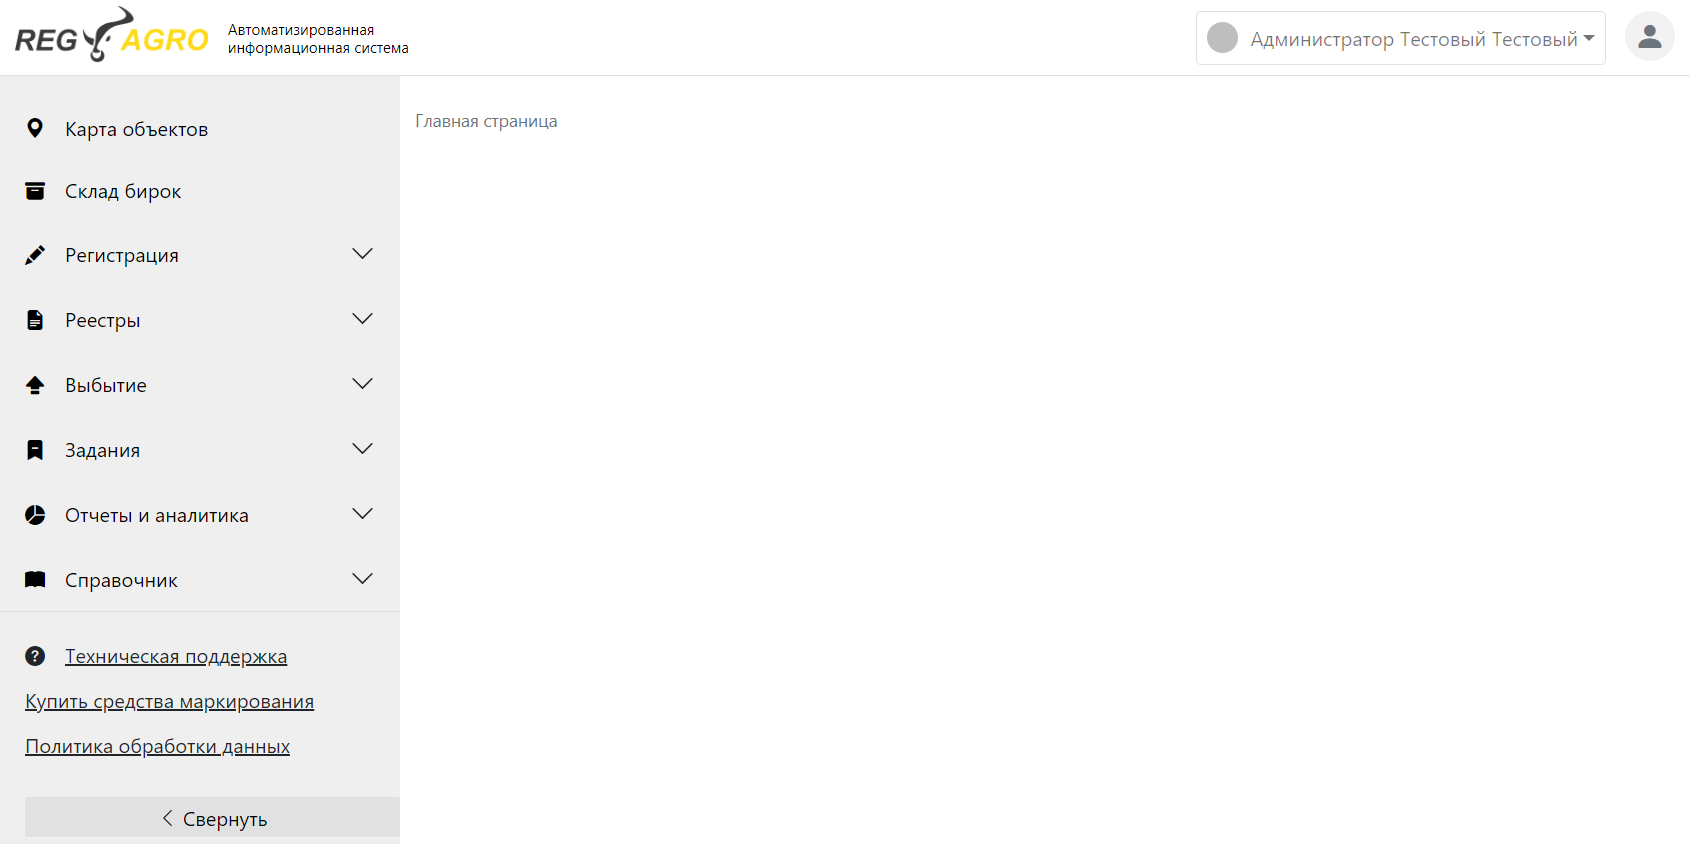 REG AGRO
Автоматизированная
информационная система
Администратор Тестовый Тестовый
Карта объектов
Главная страница
Склад бирок
Регистрация
Реестры
Выбытие
Задания
Отчеты и аналитика
Справочник
Техническая поддержка
Купить средства маркирования
Политика обработки данных
Свернуть